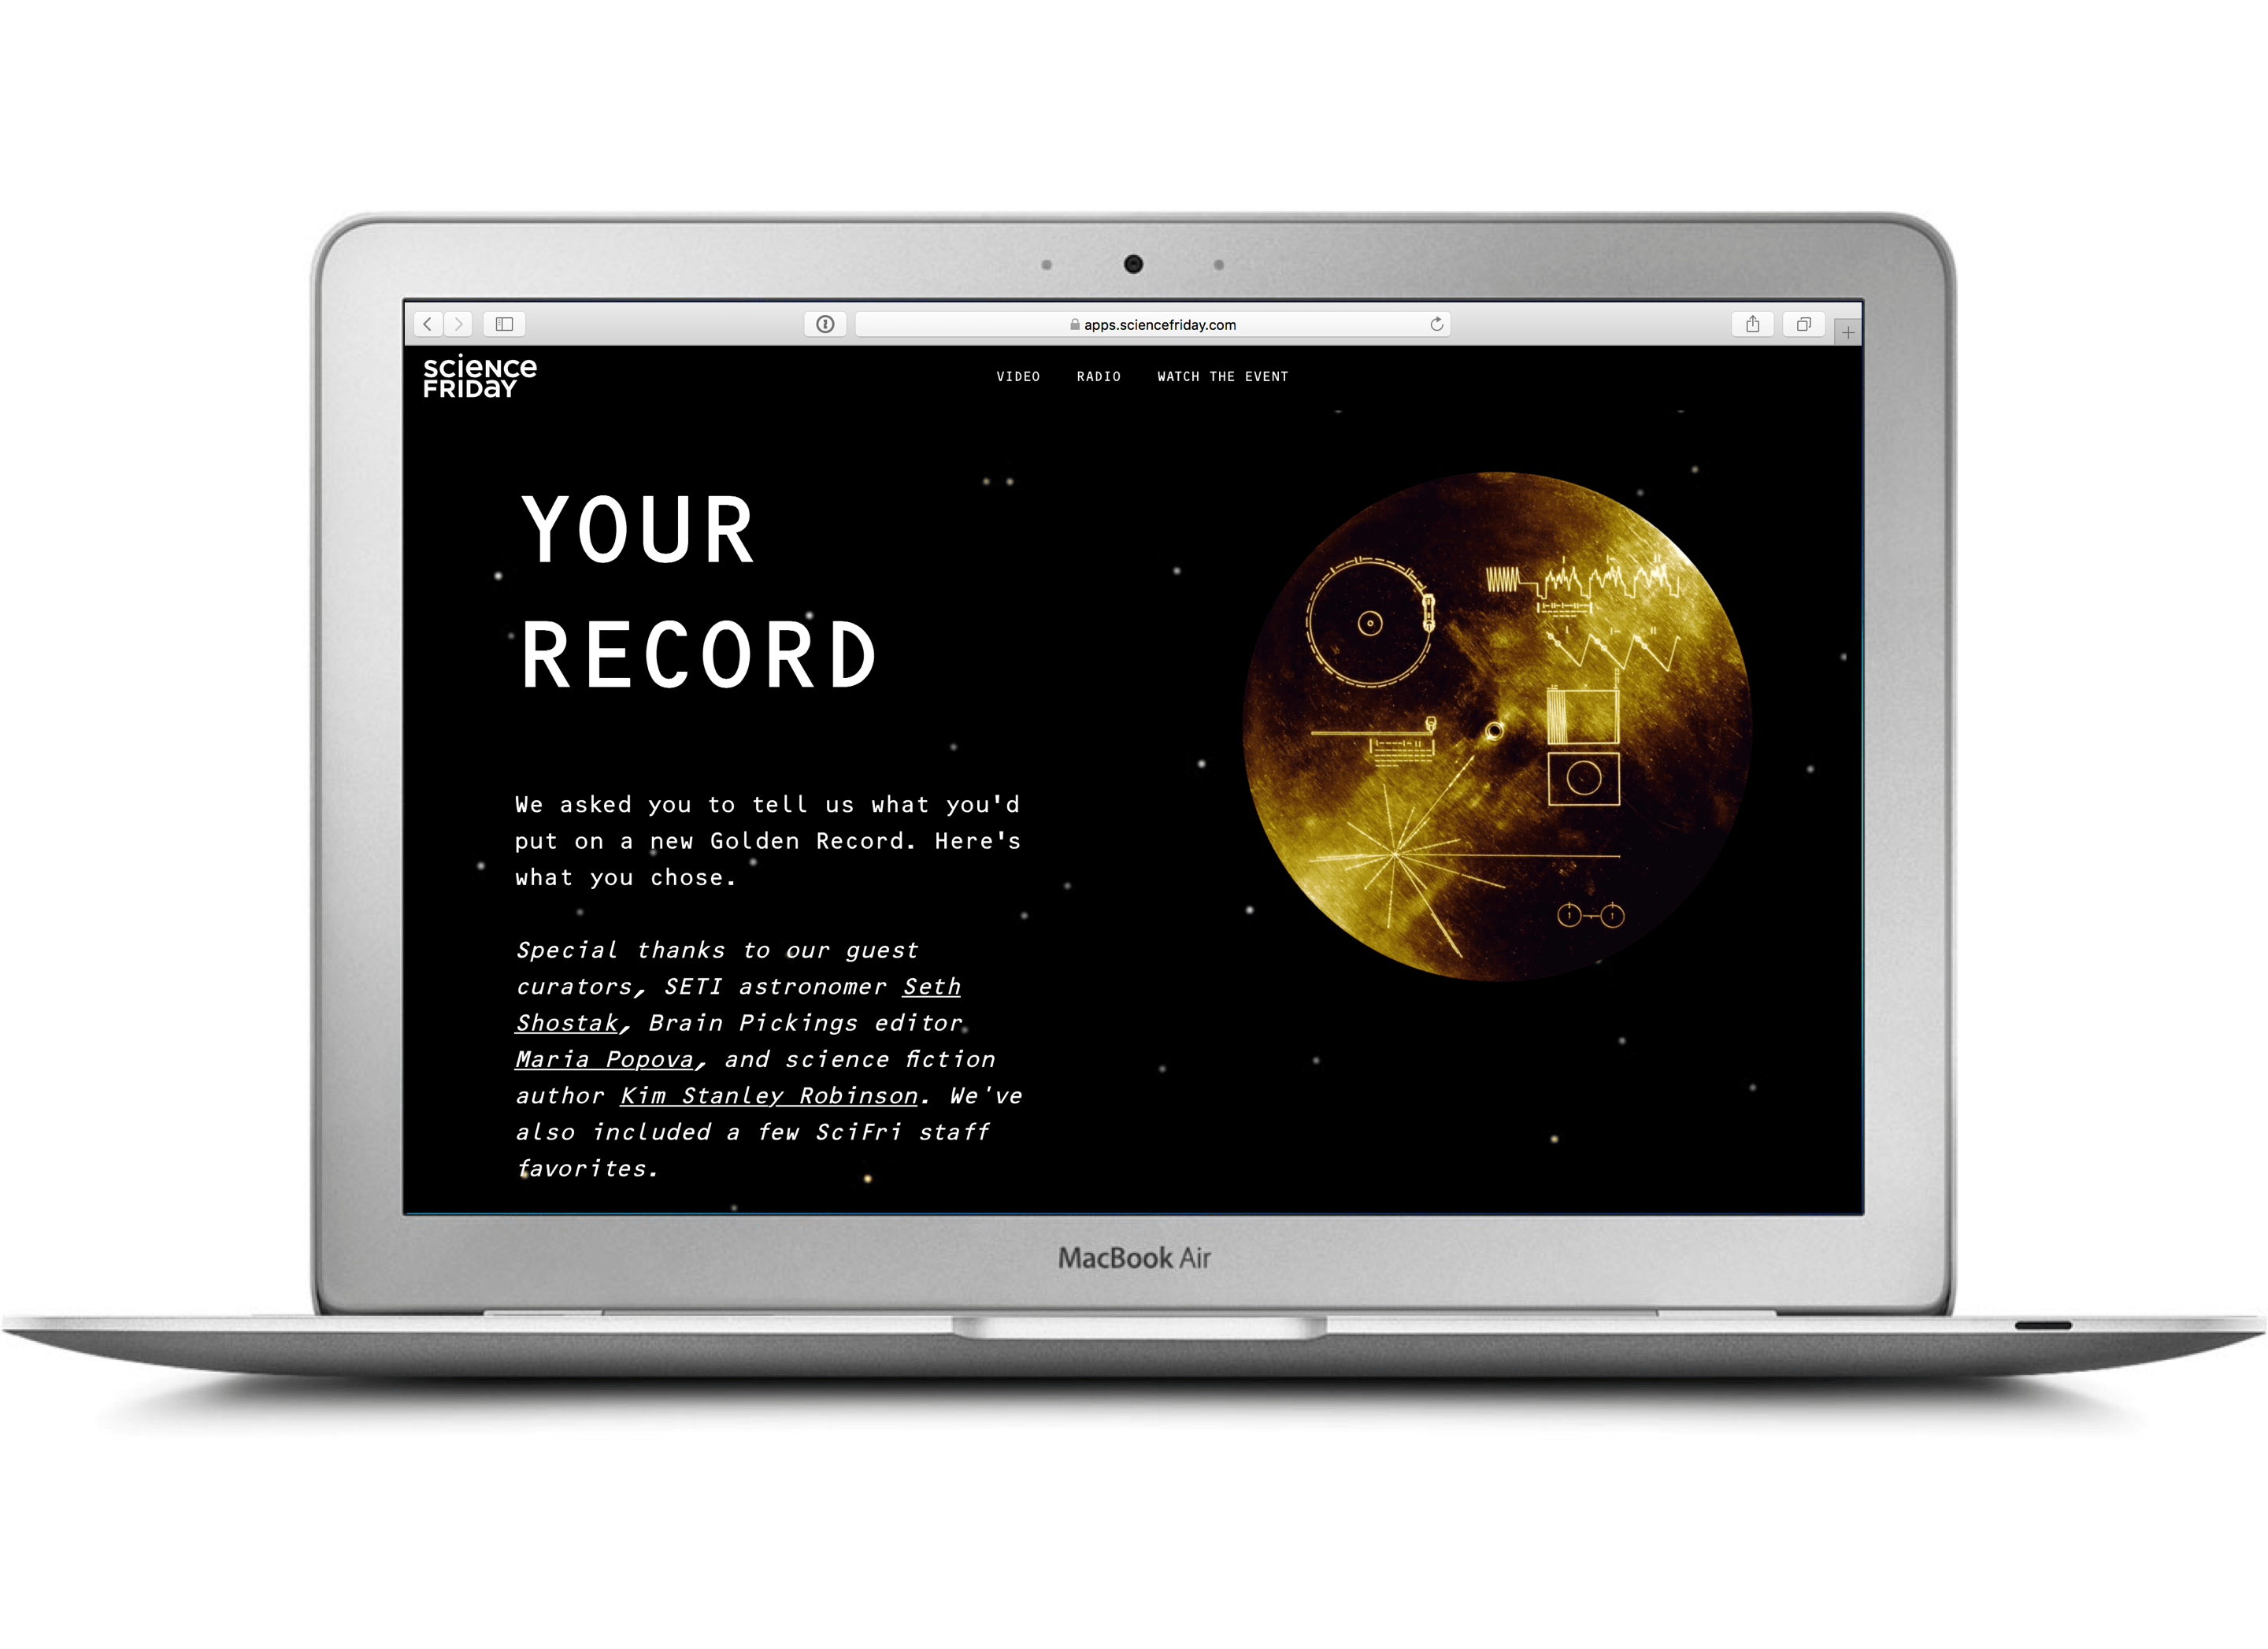 apps.sciencefriday.com
science
FRIDAY
VIDEO RADIO WATCH THE EVENT
YOUR
RECORD
We asked you to tell us what you'd
put on a new Golden Record. Here's
what you chose.
Special thanks to our guest
curators, SETI astronomer Seth
Shostak, Brain Pickings editor
Maria Popova, and science fiction
author Kim Stanley Robinson. We've
also included a few SciFri staff
favorites.
MacBook Air